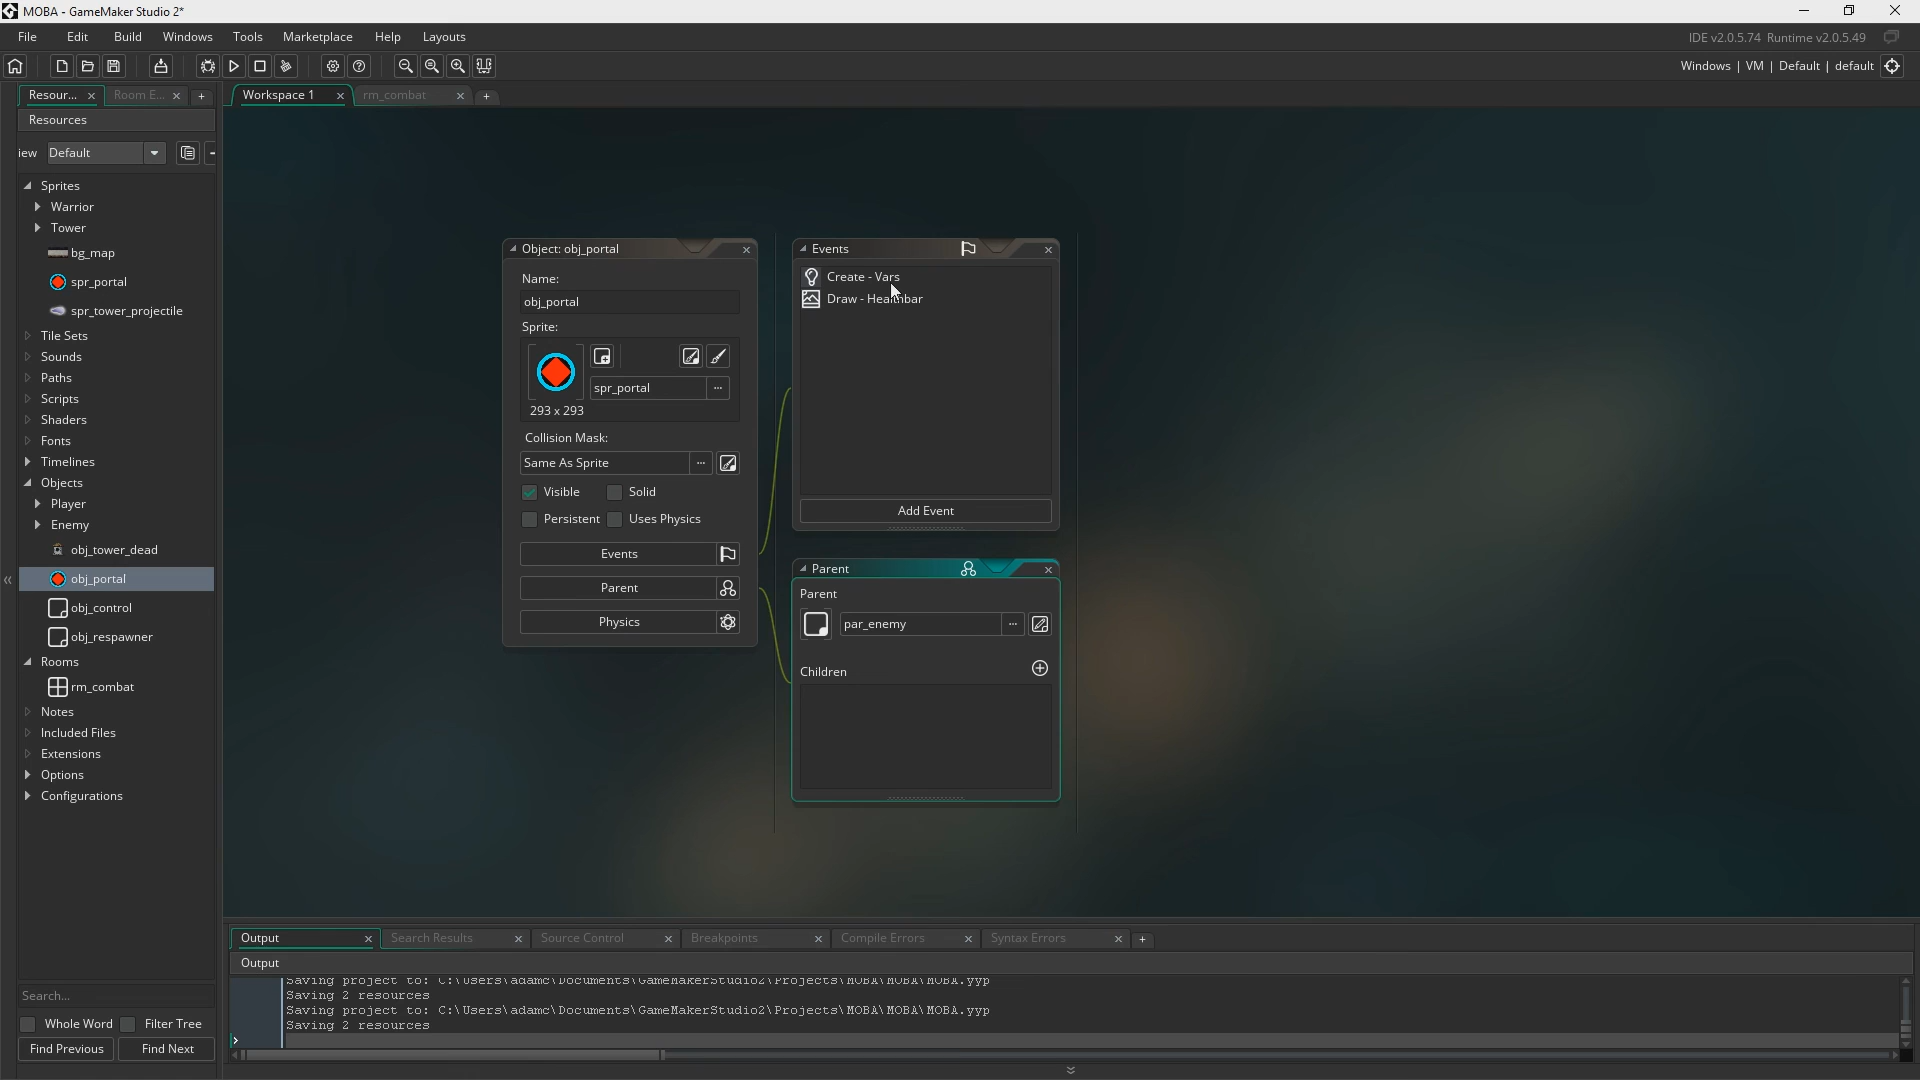 MOBA - GameMaker Studio 2*
File Edit Build Windows Tools Marketplace Help Layouts
IDE v2.0.5.74 Runtime v2.0.5.49
Windows | VM | Default | default
Resour... Room E...
Workspace 1 rm_combat
Resources
iew Default
Sprites
Warrior
Tower
bg_map
spr_portal
spr_tower_projectile
Tile Sets
Sounds
Paths
Scripts
Shaders
Fonts
Timelines
Objects
Player
Enemy
obj_tower_dead
obj_portal
obj_control
obj_respawner
Rooms
rm_combat
Notes
Included Files
Extensions
Options
Configurations
Search...
Whole Word Filter Tree
Find Previous Find Next
Object: obj_portal
Name:
obj_portal
Sprite:
spr_portal
293 x 293
Collision Mask:
Same As Sprite
Visible Solid
Persistent Uses Physics
Events
Parent
Physics
Events
Create - Vars
Draw - Healthbar
Add Event
Parent
Parent
par_enemy
Children
Output Search Results Source Control Breakpoints Compile Errors Syntax Errors
Output
Saving project to: C:\Users\adamc\Documents\GameMakerStudio2\Projects\MOBA\MOBA\MOBA.yyp
Saving 2 resources
Saving project to: C:\Users\adamc\Documents\GameMakerStudio2\Projects\MOBA\MOBA\MOBA.yyp
Saving 2 resources